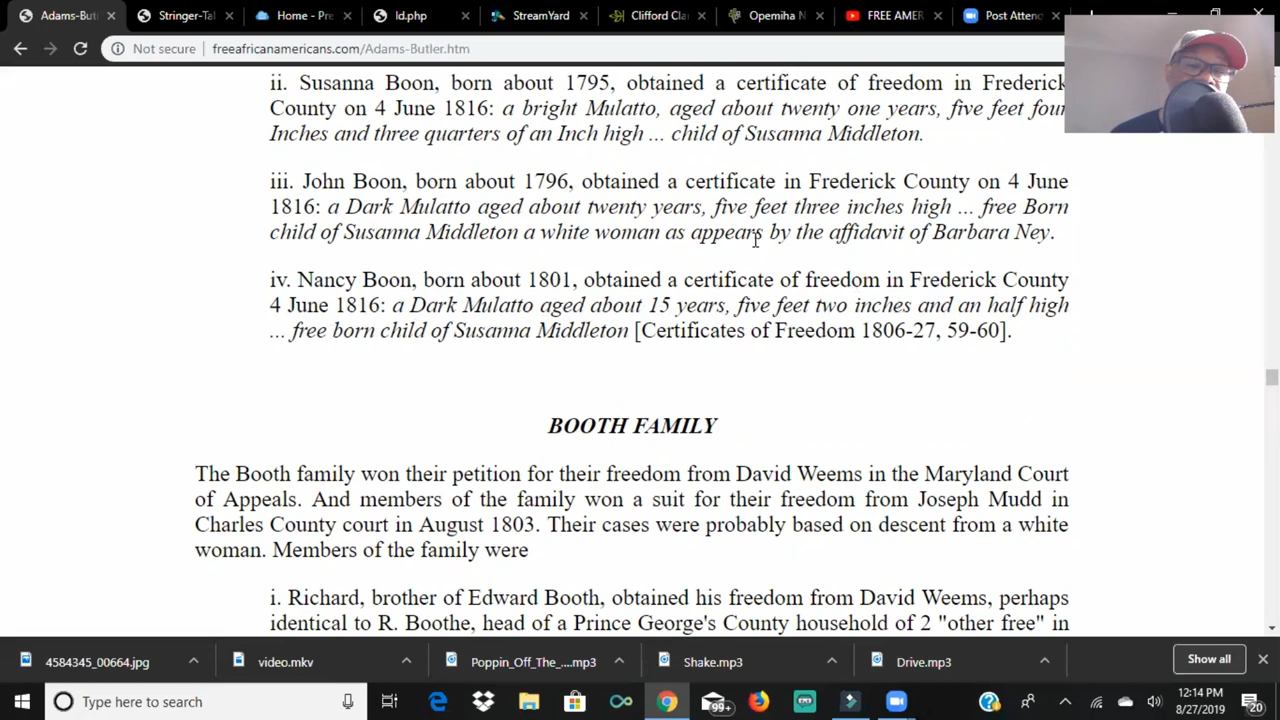 Adams-But
Stringer-Tal
Home - Pre
ld.php
StreamYard
Clifford Cla
Opemiha N
FREE AMER
Post Attend
Not secure
freeafricanamericans.com/Adams-Butler.htm
ii. Susanna Boon, born about 1795, obtained a certificate of freedom in Frederick
County on 4 June 1816: a bright Mulatto, aged about twenty one years, five feet four
Inches and three quarters of an Inch high ... child of Susanna Middleton.
iii. John Boon, born about 1796, obtained a certificate in Frederick County on 4 June
1816: a Dark Mulatto aged about twenty years, five feet three inches high ... free Born
child of Susanna Middleton a white woman as appears by the affidavit of Barbara Ney.
iv. Nancy Boon, born about 1801, obtained a certificate of freedom in Frederick County
4 June 1816: a Dark Mulatto aged about 15 years, five feet two inches and an half high
... free born child of Susanna Middleton [Certificates of Freedom 1806-27, 59-60].
BOOTH FAMILY
The Booth family won their petition for their freedom from David Weems in the Maryland Court
of Appeals. And members of the family won a suit for their freedom from Joseph Mudd in
Charles County court in August 1803. Their cases were probably based on descent from a white
woman. Members of the family were
i. Richard, brother of Edward Booth, obtained his freedom from David Weems, perhaps
identical to R. Boothe, head of a Prince George's County household of 2 "other free" in
4584345_00664.jpg
video.mkv
Poppin_Off_The_....mp3
Shake.mp3
Drive.mp3
Show all
Type here to search
99+
12:14 PM
8/27/2019
20